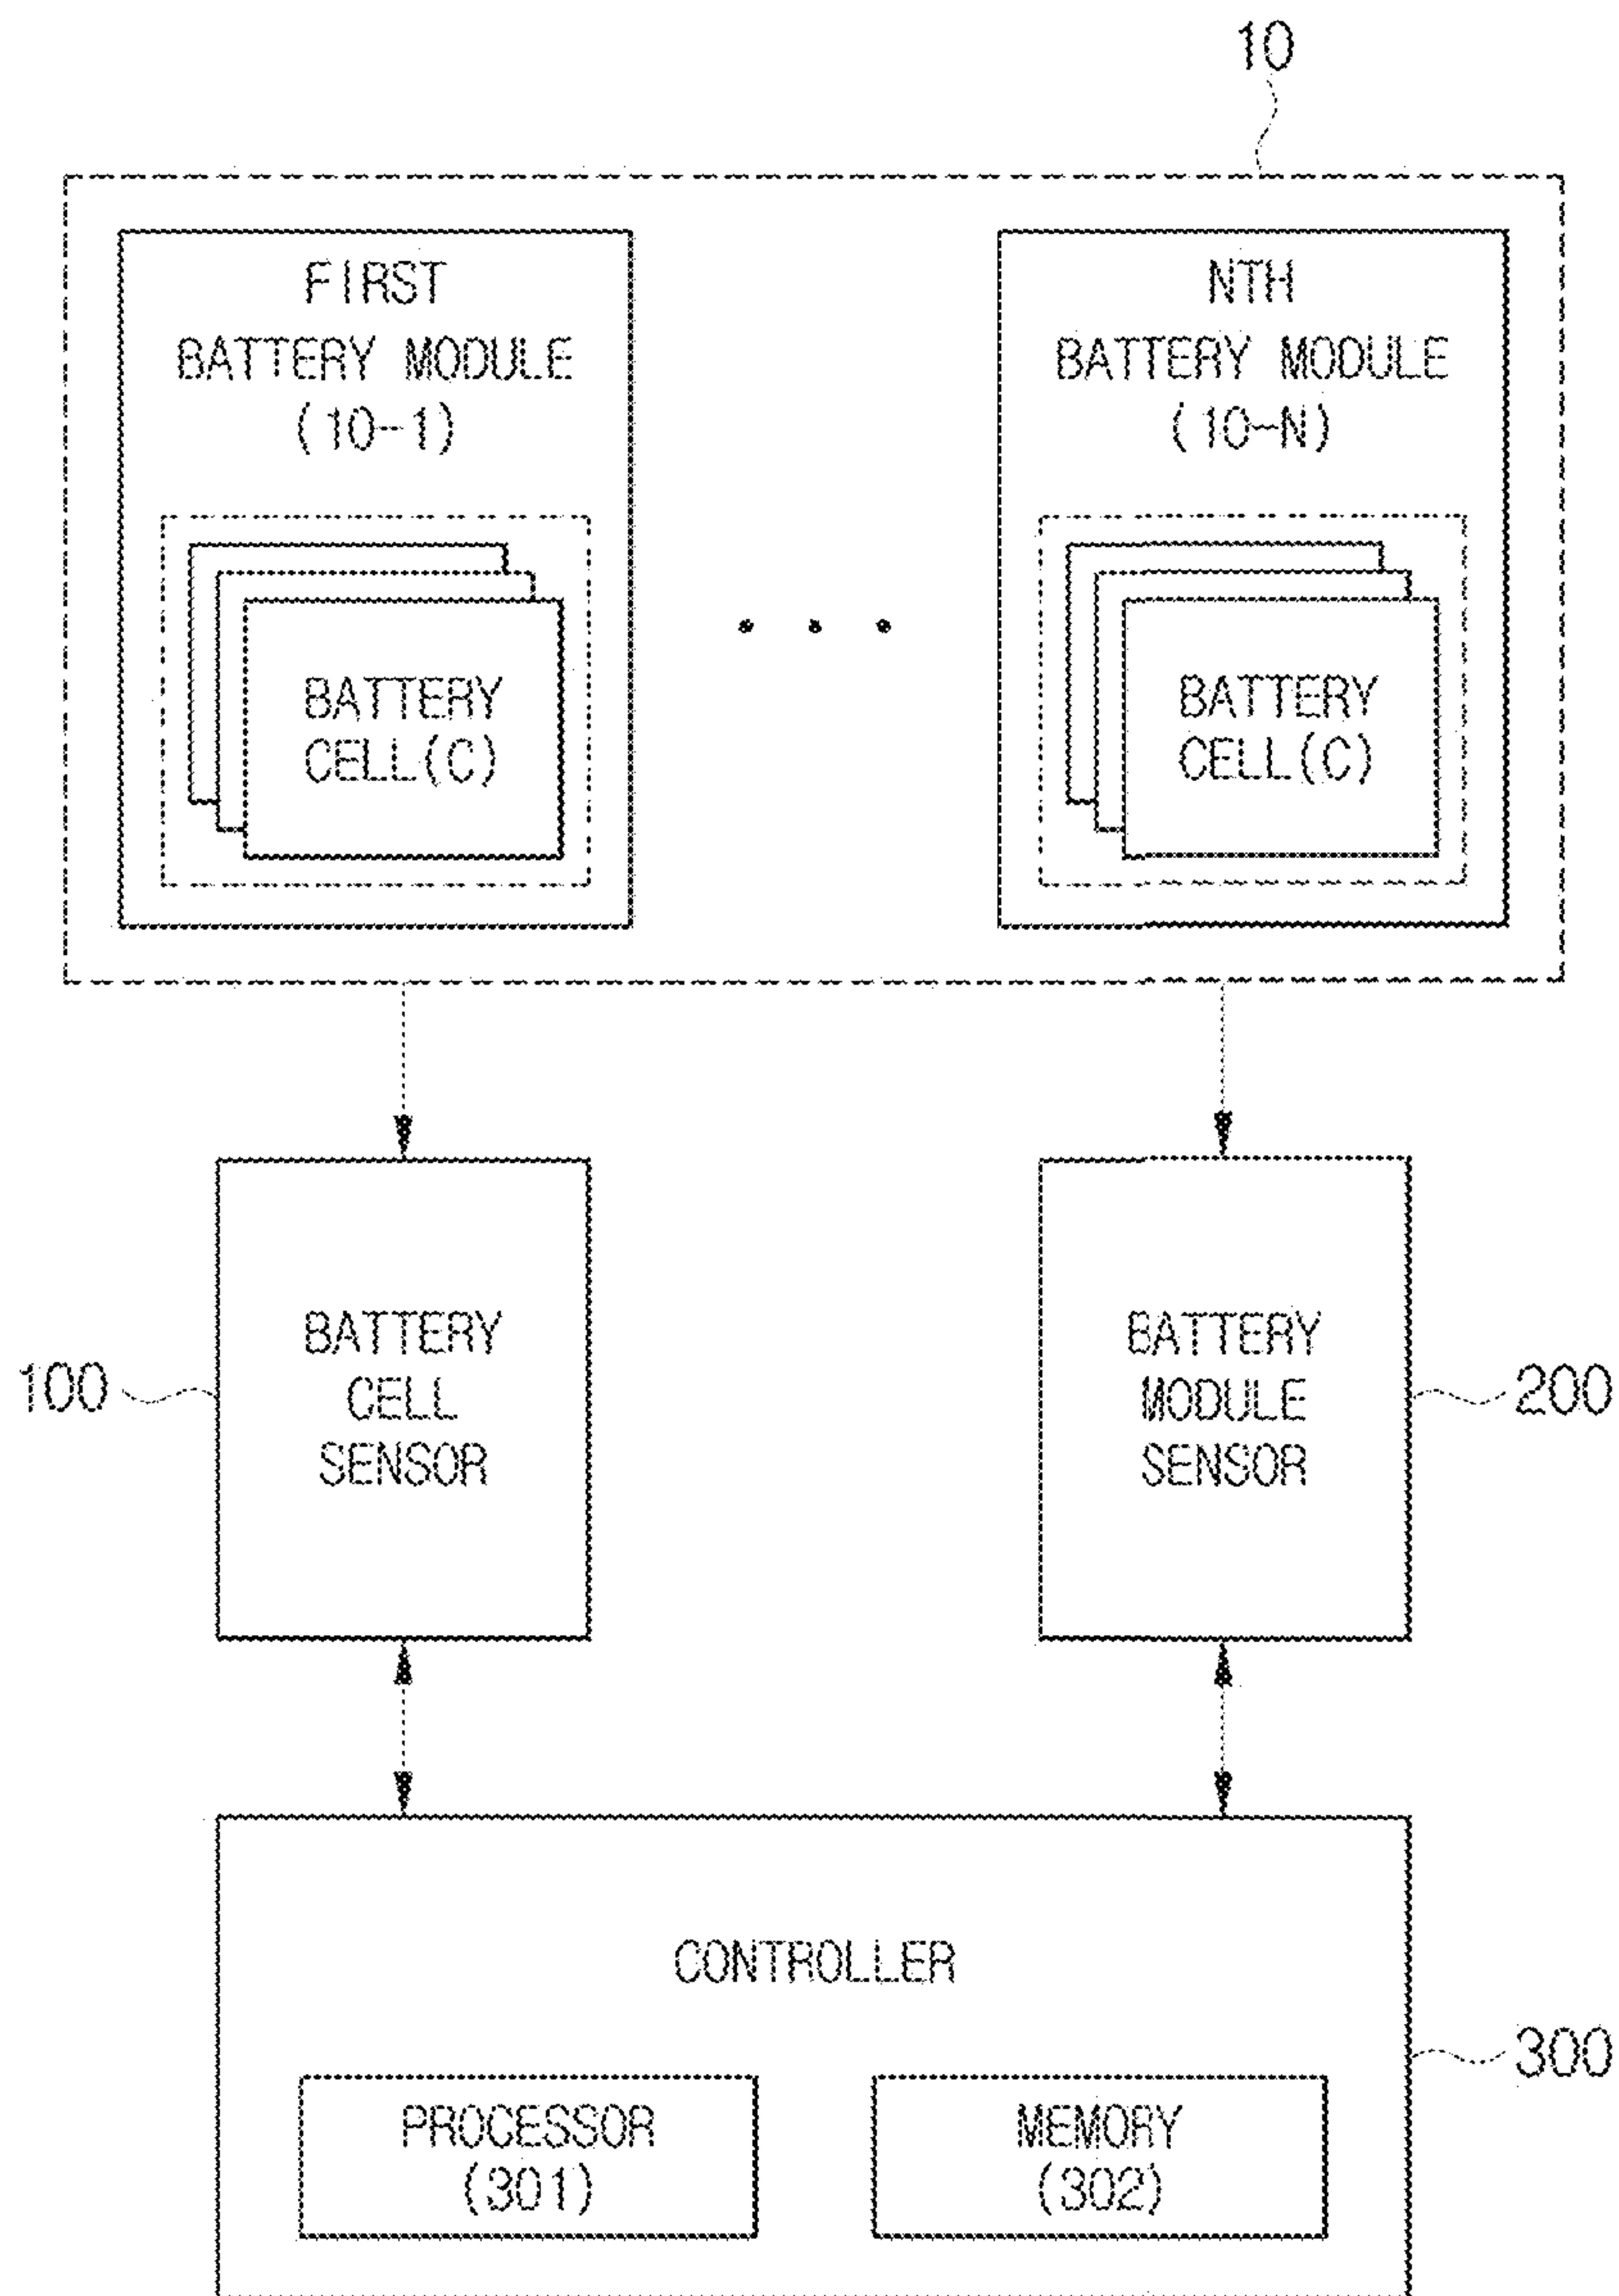 10
FIRST
BATTERY MODULE
(10-1)
NTH
BATTERY MODULE
(10-N)
BATTERY
CELL(C)
BATTERY
CELL(C)
100
BATTERY
CELL
SENSOR
BATTERY
MODULE
SENSOR
200
CONTROLLER
300
PROCESSOR
(301)
MEMORY
(302)